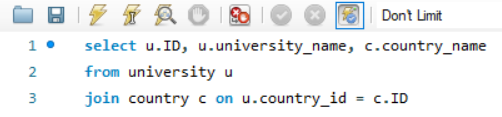 Don't Limit
1 select u.ID, u.university_name, c.country_name
2 from university u
3 join country c on u.country_id = c.ID